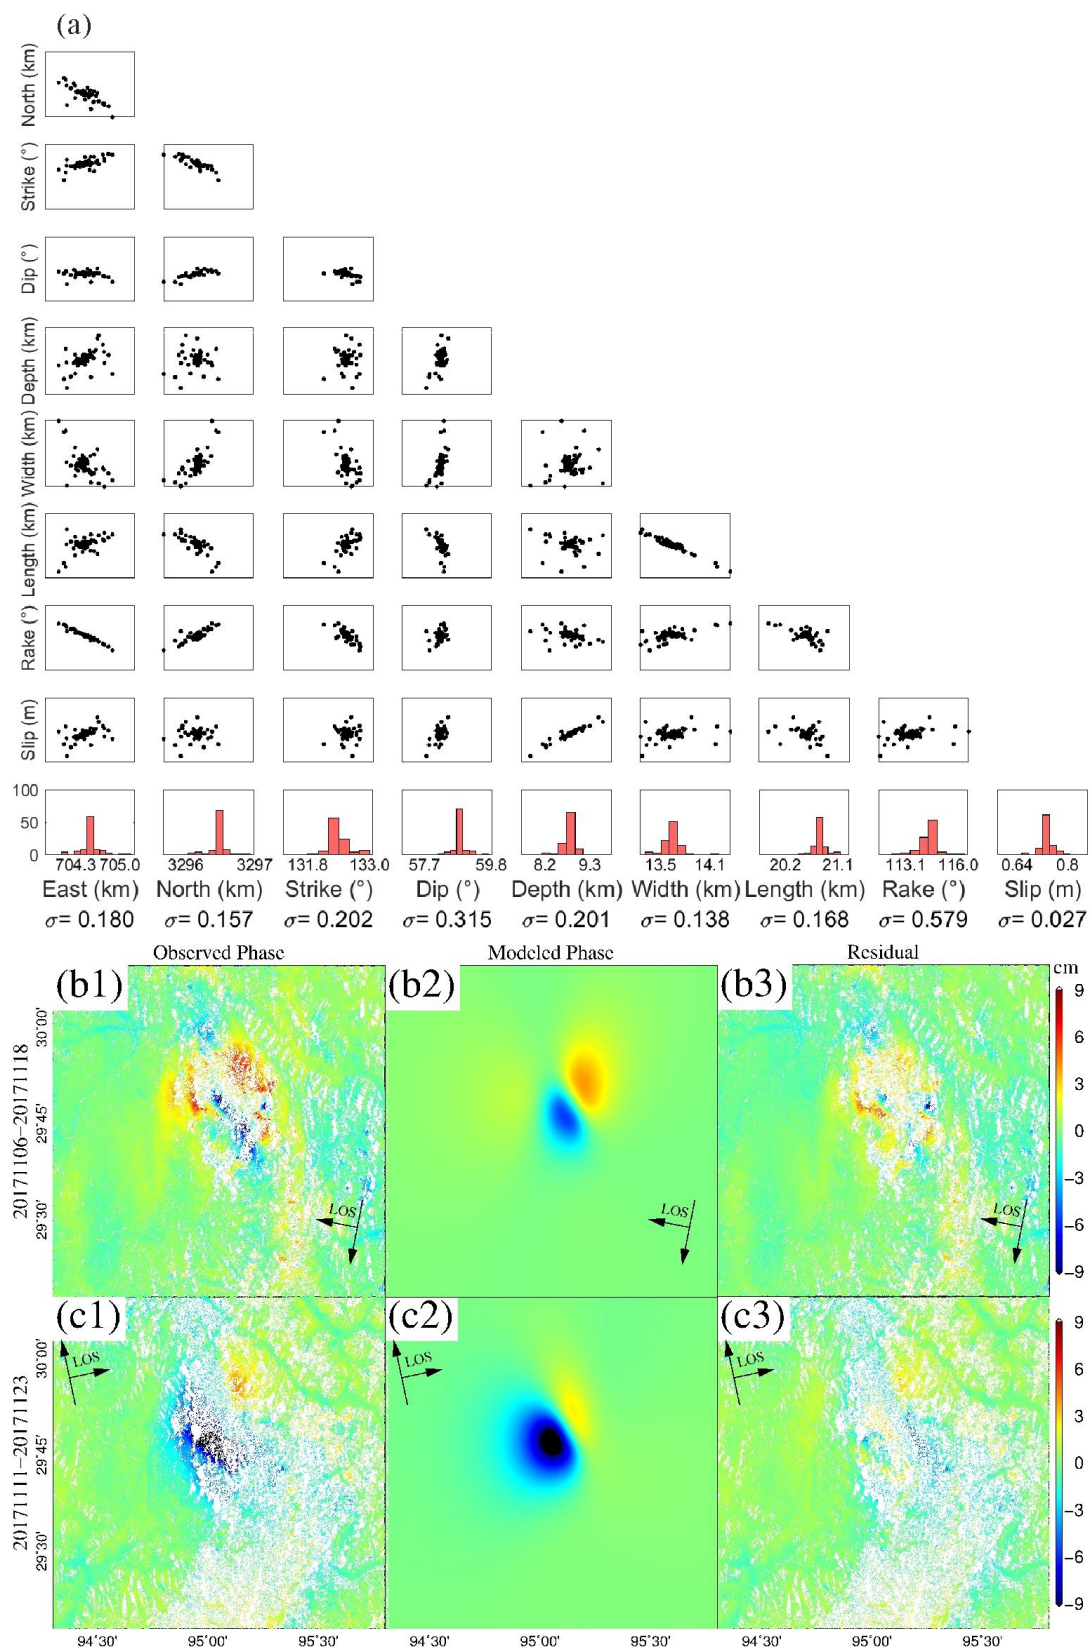 (a)
North (km)
Strike (°)
Dip (°)
Depth (km)
Width (km)
Length (km)
Rake (°)
Slip (m)
100
50
0
704.3 705.0 3296 3297 131.8 133.0 57.7 59.8 8.2 9.3 13.5 14.1 20.2 21.1 113.1 116.0 0.64 0.8
East (km) North (km) Strike (°) Dip (°) Depth (km) Width (km) Length (km) Rake (°) Slip (m)
σ= 0.180 σ= 0.157 σ= 0.202 σ= 0.315 σ= 0.201 σ= 0.138 σ= 0.168 σ= 0.579 σ= 0.027
Observed Phase Modeled Phase Residual
cm
(b1) (b2) (b3)
20171106−20171118
30°00'
29°45'
29°30'
LOS LOS LOS
9
6
3
0
−3
−6
−9
(c1) (c2) (c3)
20171111−20171123
30°00'
29°45'
29°30'
LOS LOS LOS
9
6
3
0
−3
−6
−9
94°30' 95°00' 95°30' 94°30' 95°00' 95°30' 94°30' 95°00' 95°30'